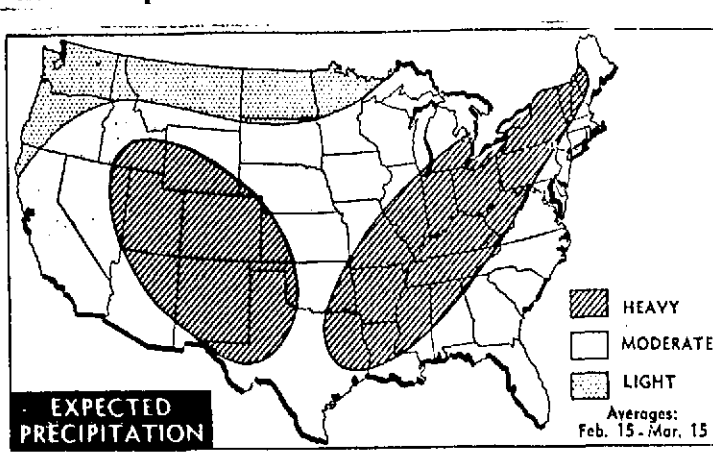 HEAVY
MODERATE
LIGHT
Averages:
Feb. 15-Mar. 15
EXPECTED
PRECIPITATION